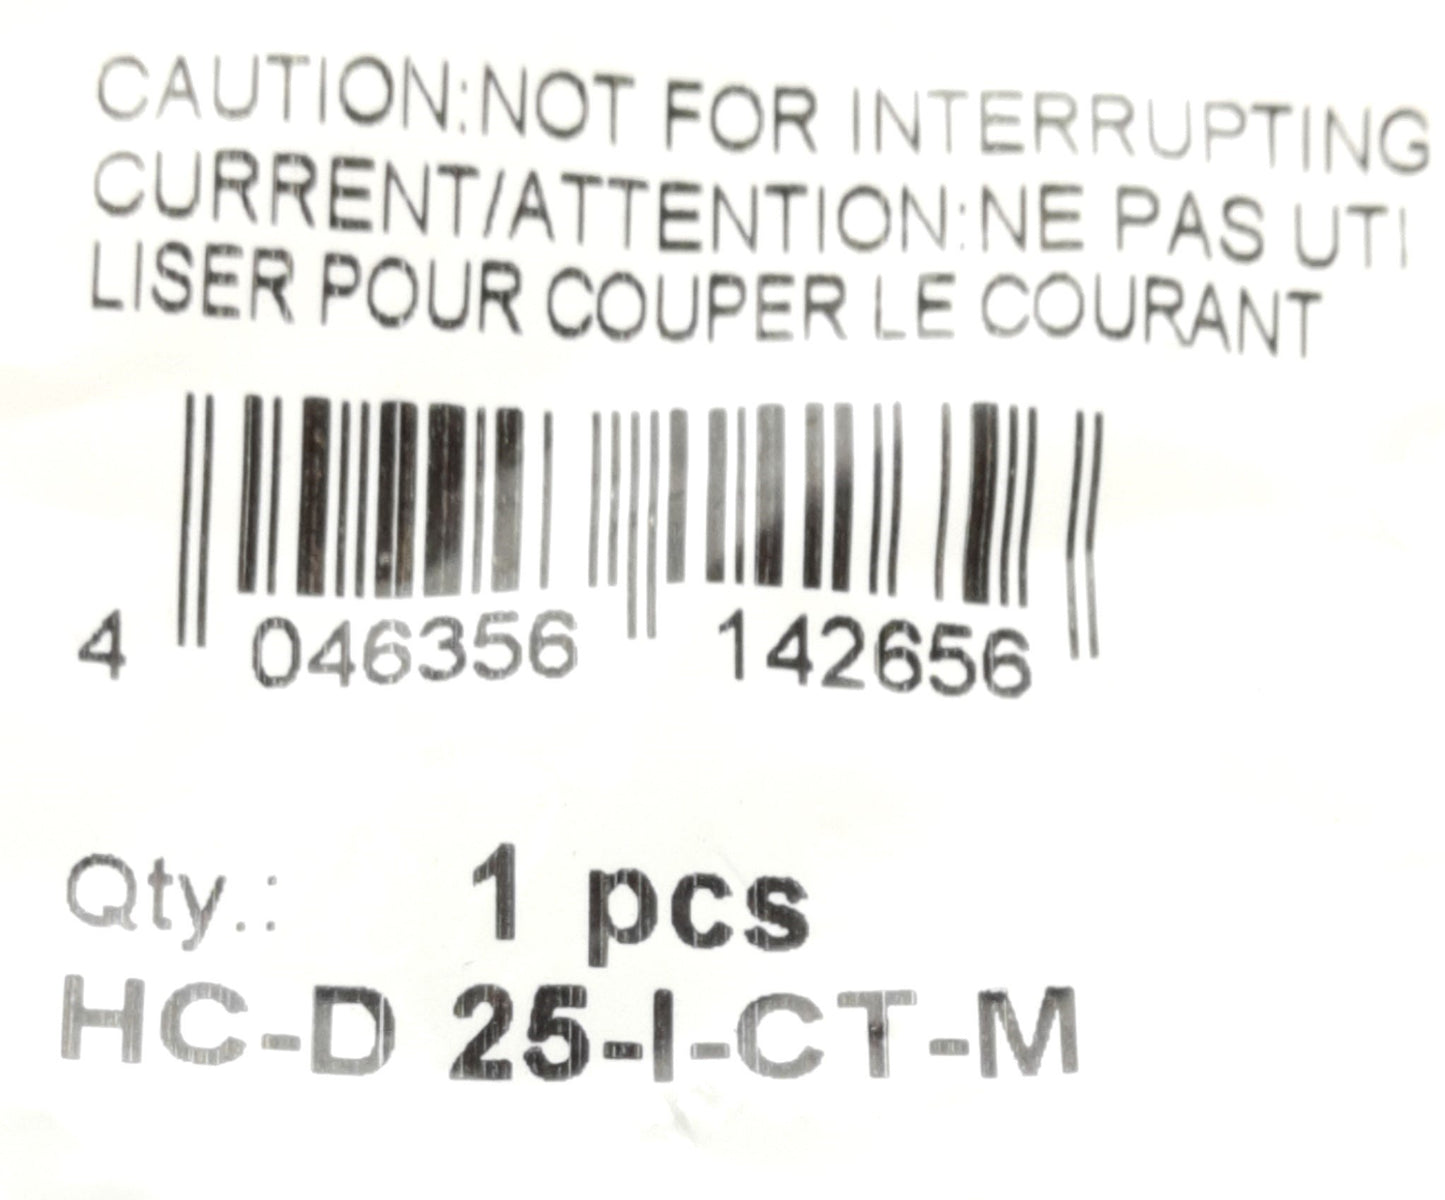 CAUTION:NOT FOR INTERRUPTING
CURRENT/ATTENTION:NE PAS UTI
LISER POUR COUPER LE COURANT
4 046356 142656
Qty.: 1 pcs
HC-D 25-I-CT-M